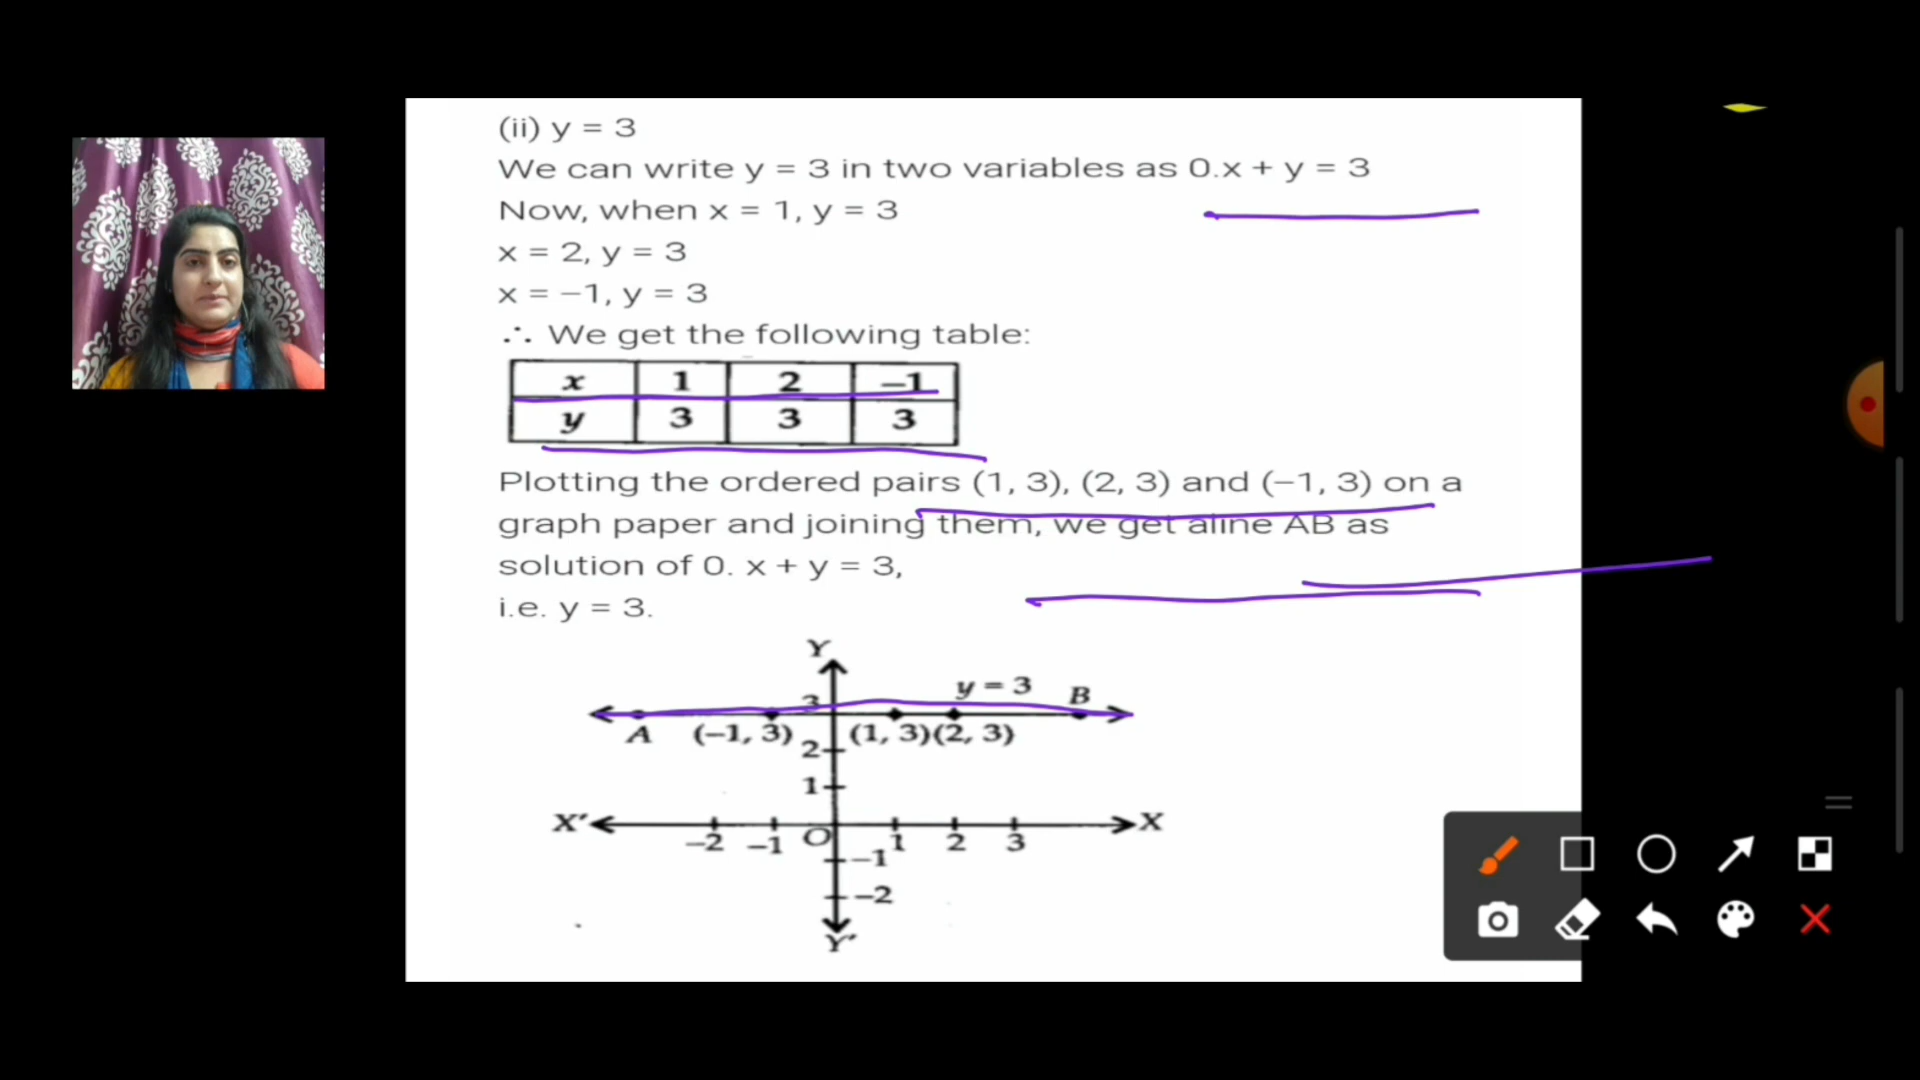 (ii) y = 3
We can write y = 3 in two variables as 0.x + y = 3
Now, when x = 1, y = 3
x = 2, y = 3
x = −1, y = 3
∴ We get the following table:
x 1 2 −1
y 3 3 3
Plotting the ordered pairs (1, 3), (2, 3) and (−1, 3) on a
graph paper and joining them, we get aline AB as
solution of 0. x + y = 3,
i.e. y = 3.
Y
3 y = 3 B
A (−1, 3) (1, 3) (2, 3)
2
1
X′ O X
−2 −1 1 2 3
−1
−2
Y′